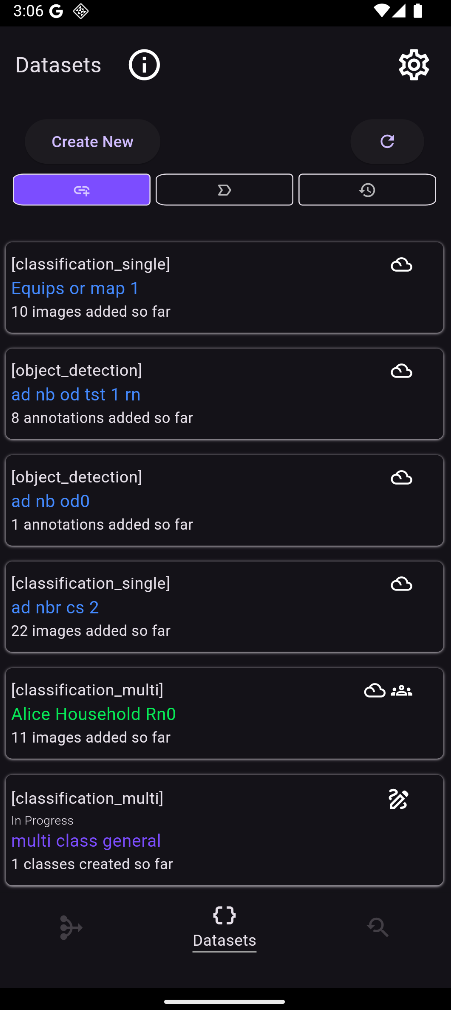 3:06
Datasets
Create New
[classification_single]
Equips or map 1
10 images added so far
[object_detection]
ad nb od tst 1 rn
8 annotations added so far
[object_detection]
ad nb od0
1 annotations added so far
[classification_single]
ad nbr cs 2
22 images added so far
[classification_multi]
Alice Household Rn0
11 images added so far
[classification_multi]
In Progress
multi class general
1 classes created so far
Datasets